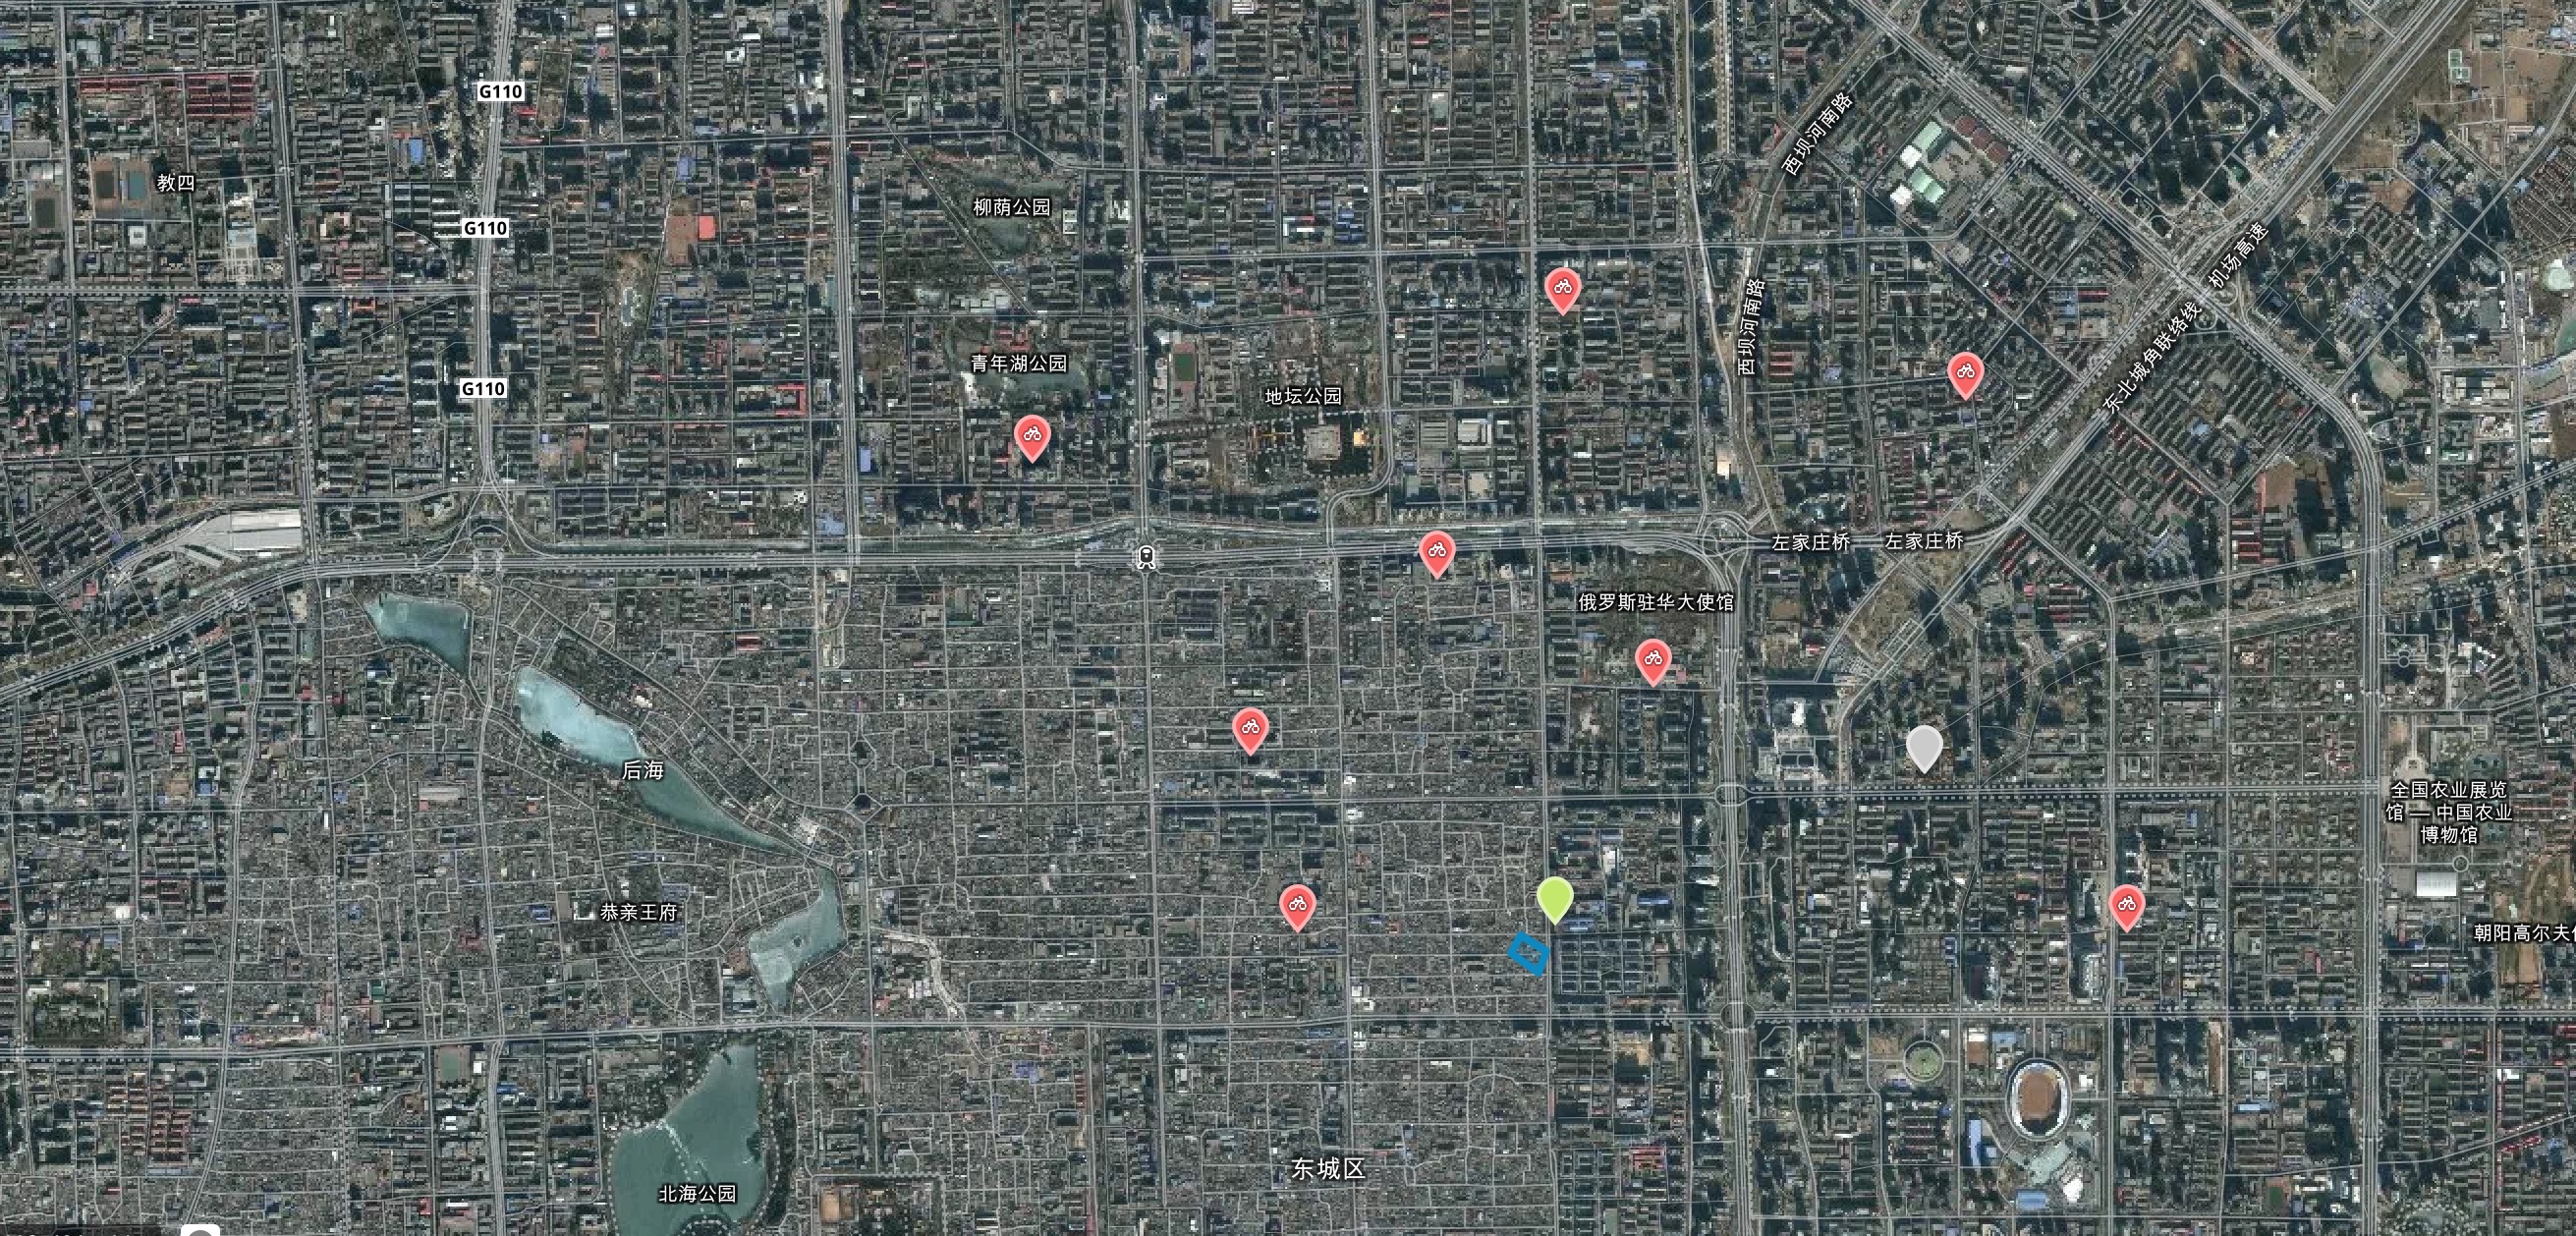 G110
西坝河南路
教四
柳荫公园
G110
机场高速
西坝河南路
东北城角联络线
青年湖公园
G110
地坛公园
左家庄桥
左家庄桥
俄罗斯驻华大使馆
后海
全国农业展览
馆 — 中国农业
博物馆
恭亲王府
朝阳高尔夫
东城区
北海公园